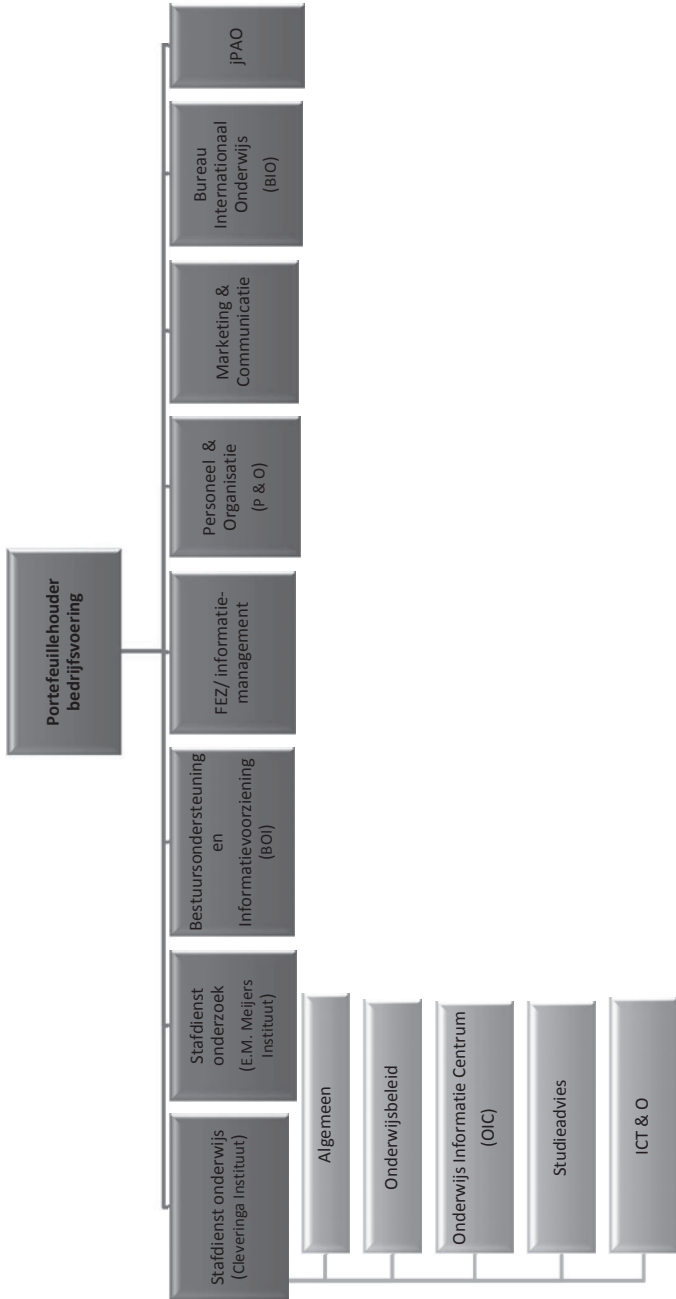 Portefeuillehouder
bedrijfsvoering
Stafdienst onderwijs
(Cleveringa Instituut)
Stafdienst
onderzoek
(E.M. Meijers
Instituut)
Bestuursondersteuning
en
Informatievoorziening
(BOI)
FEZ/ informatie-
management
Personeel &
Organisatie
(P & O)
Marketing &
Communicatie
Bureau
Internationaal
Onderwijs
(BIO)
jPAO
Algemeen
Onderwijsbeleid
Onderwijs Informatie Centrum
(OIC)
Studieadvies
ICT & O